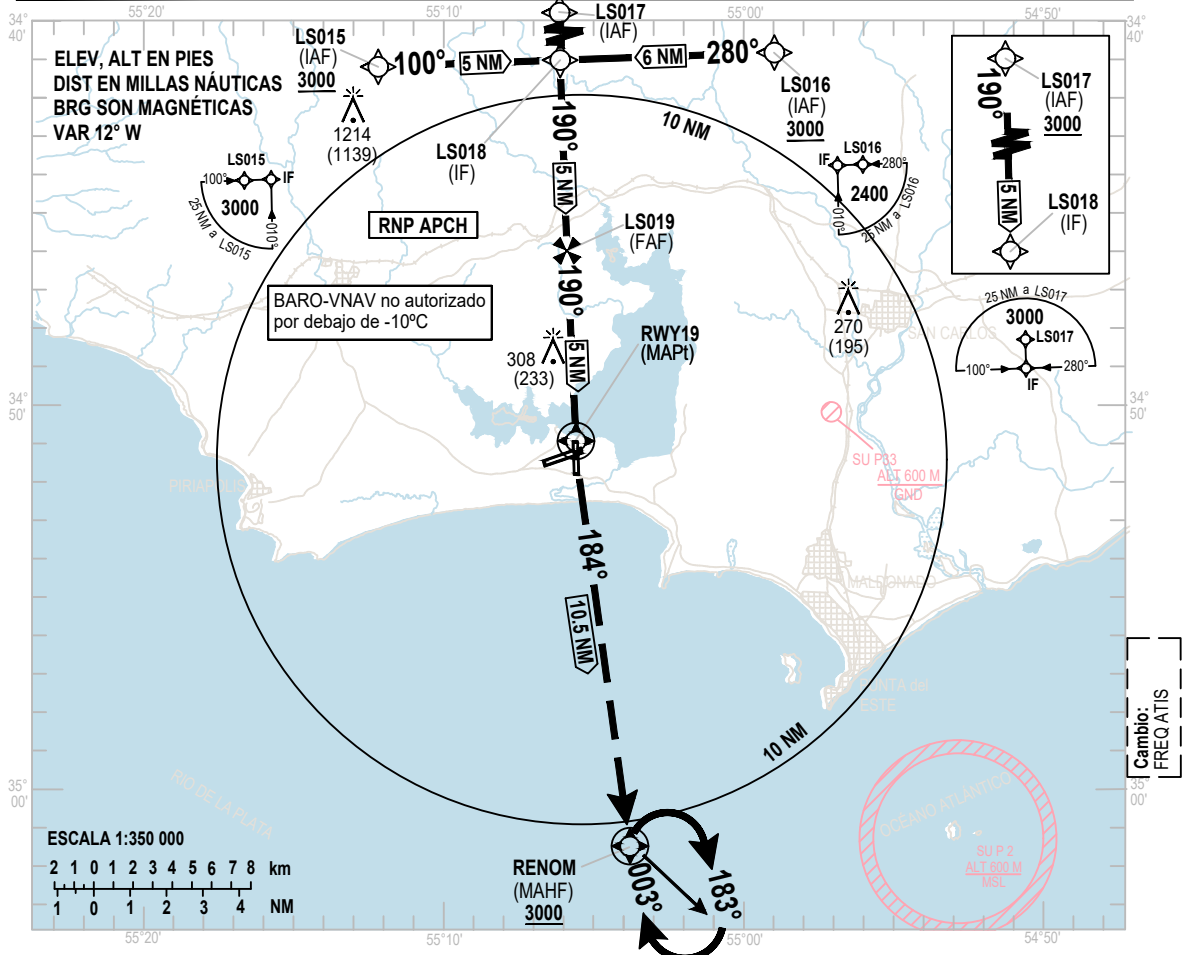 55°20'
55°10'
55°00'
54°50'
34°
40'
34°
40'
ELEV, ALT EN PIES
DIST EN MILLAS NÁUTICAS
BRG SON MAGNÉTICAS
VAR 12° W
LS015
(IAF)
3000
100°
5 NM
LS017
(IAF)
6 NM
280°
LS016
(IAF)
3000
LS017
(IAF)
3000
190°
5 NM
LS018
(IF)
1214
(1139)
LS018
(IF)
190°
5 NM
10 NM
LS015
IF
100°
3000
010°
25 NM a LS015
LS016
IF
280°
2400
010°
25 NM a LS016
RNP APCH
LS019
(FAF)
190°
5 NM
BARO-VNAV no autorizado
por debajo de -10ºC
308
(233)
RWY19
(MAPt)
270
(195)
SAN CARLOS
25 NM a LS017
3000
LS017
100°
280°
IF
34°
50'
34°
50'
SU P33
ALT 600 M
GND
PIRIAPOLIS
184°
10.5 NM
MALDONADO
PUNTA del
ESTE
10 NM
Cambio:
FREQ ATIS
35°
00'
35°
00'
RIO DE LA PLATA
OCEANO ATLÁNTICO
SU P 2
ALT 600 M
MSL
ESCALA 1:350 000
2 1 0 1 2 3 4 5 6 7 8 km
1 0 1 2 3 4 NM
RENOM
(MAHF)
3000
003°
183°
55°20'
55°10'
55°00'
54°50'